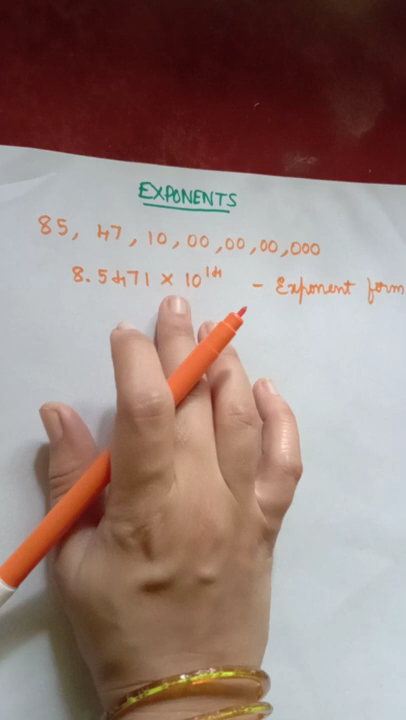 EXPONENTS
85, 47, 10, 00, 00, 00, 000
8.5471 × 10¹⁴ - Exponent form